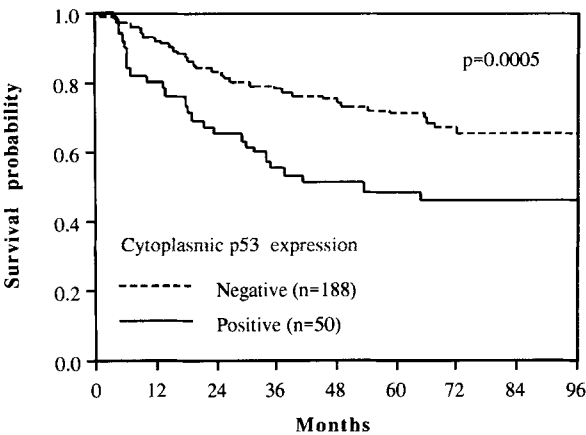 1.0
0.8
0.6
0.4
0.2
0.0
Survival probability
p=0.0005
Cytoplasmic p53 expression
Negative (n=188)
Positive (n=50)
0 12 24 36 48 60 72 84 96
Months